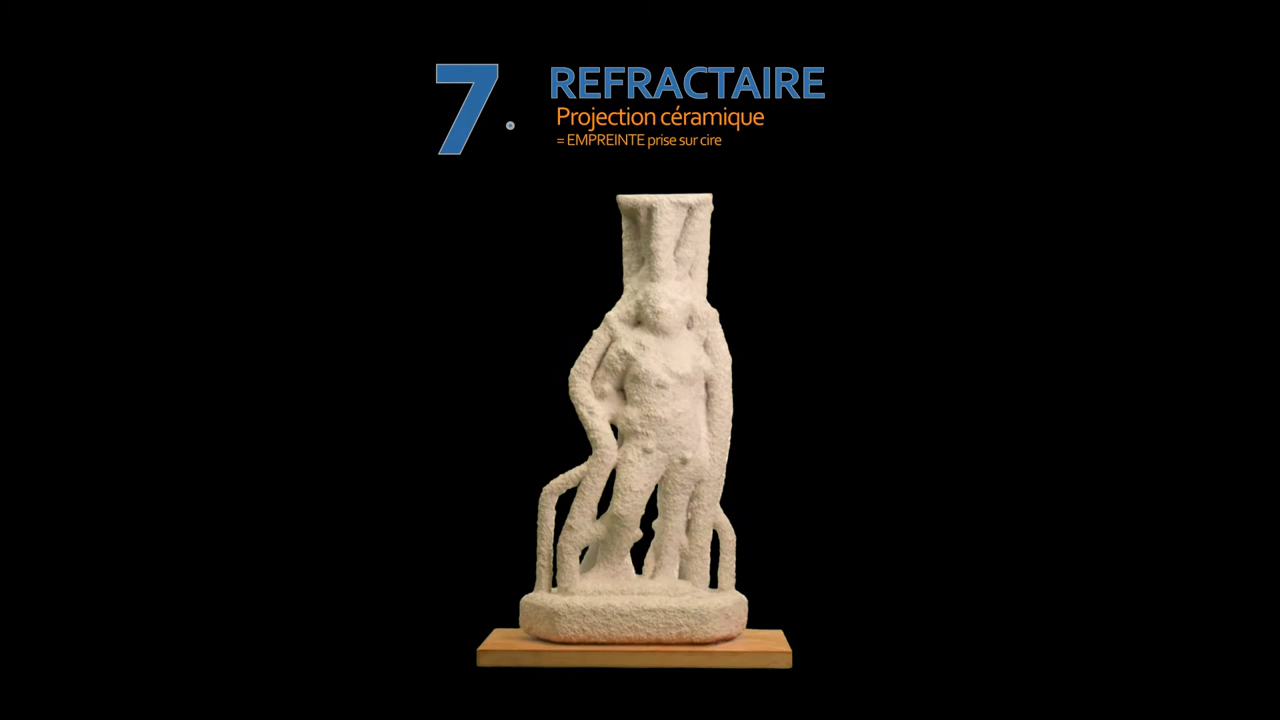 7. REFRACTAIRE
Projection céramique
= EMPREINTE prise sur cire